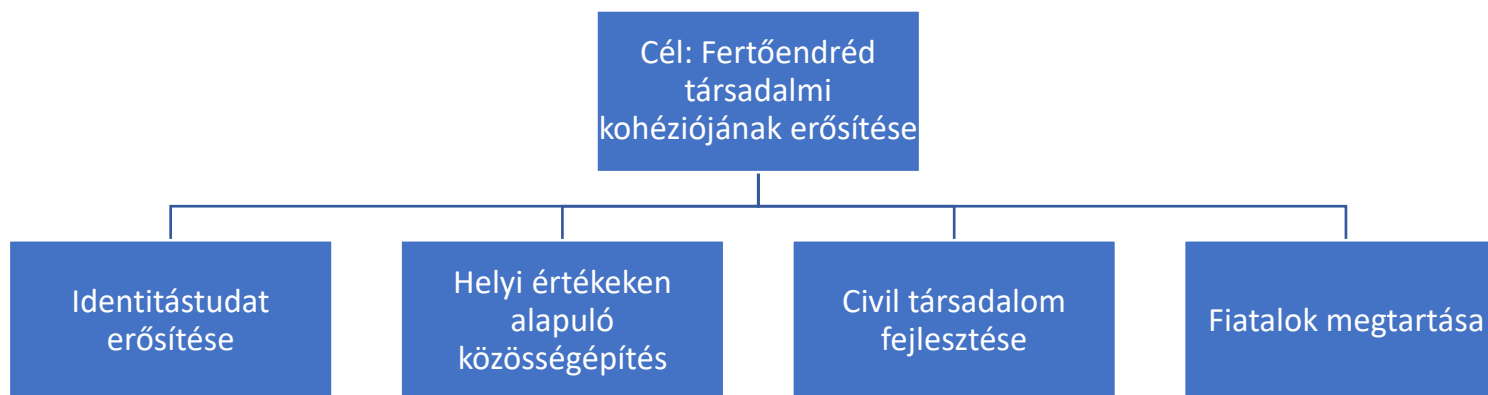 Cél: Fertőendréd
társadalmi
kohéziójának erősítése
Identitástudat
erősítése
Helyi értékeken
alapuló
közösségépítés
Civil társadalom
fejlesztése
Fiatalok megtartása